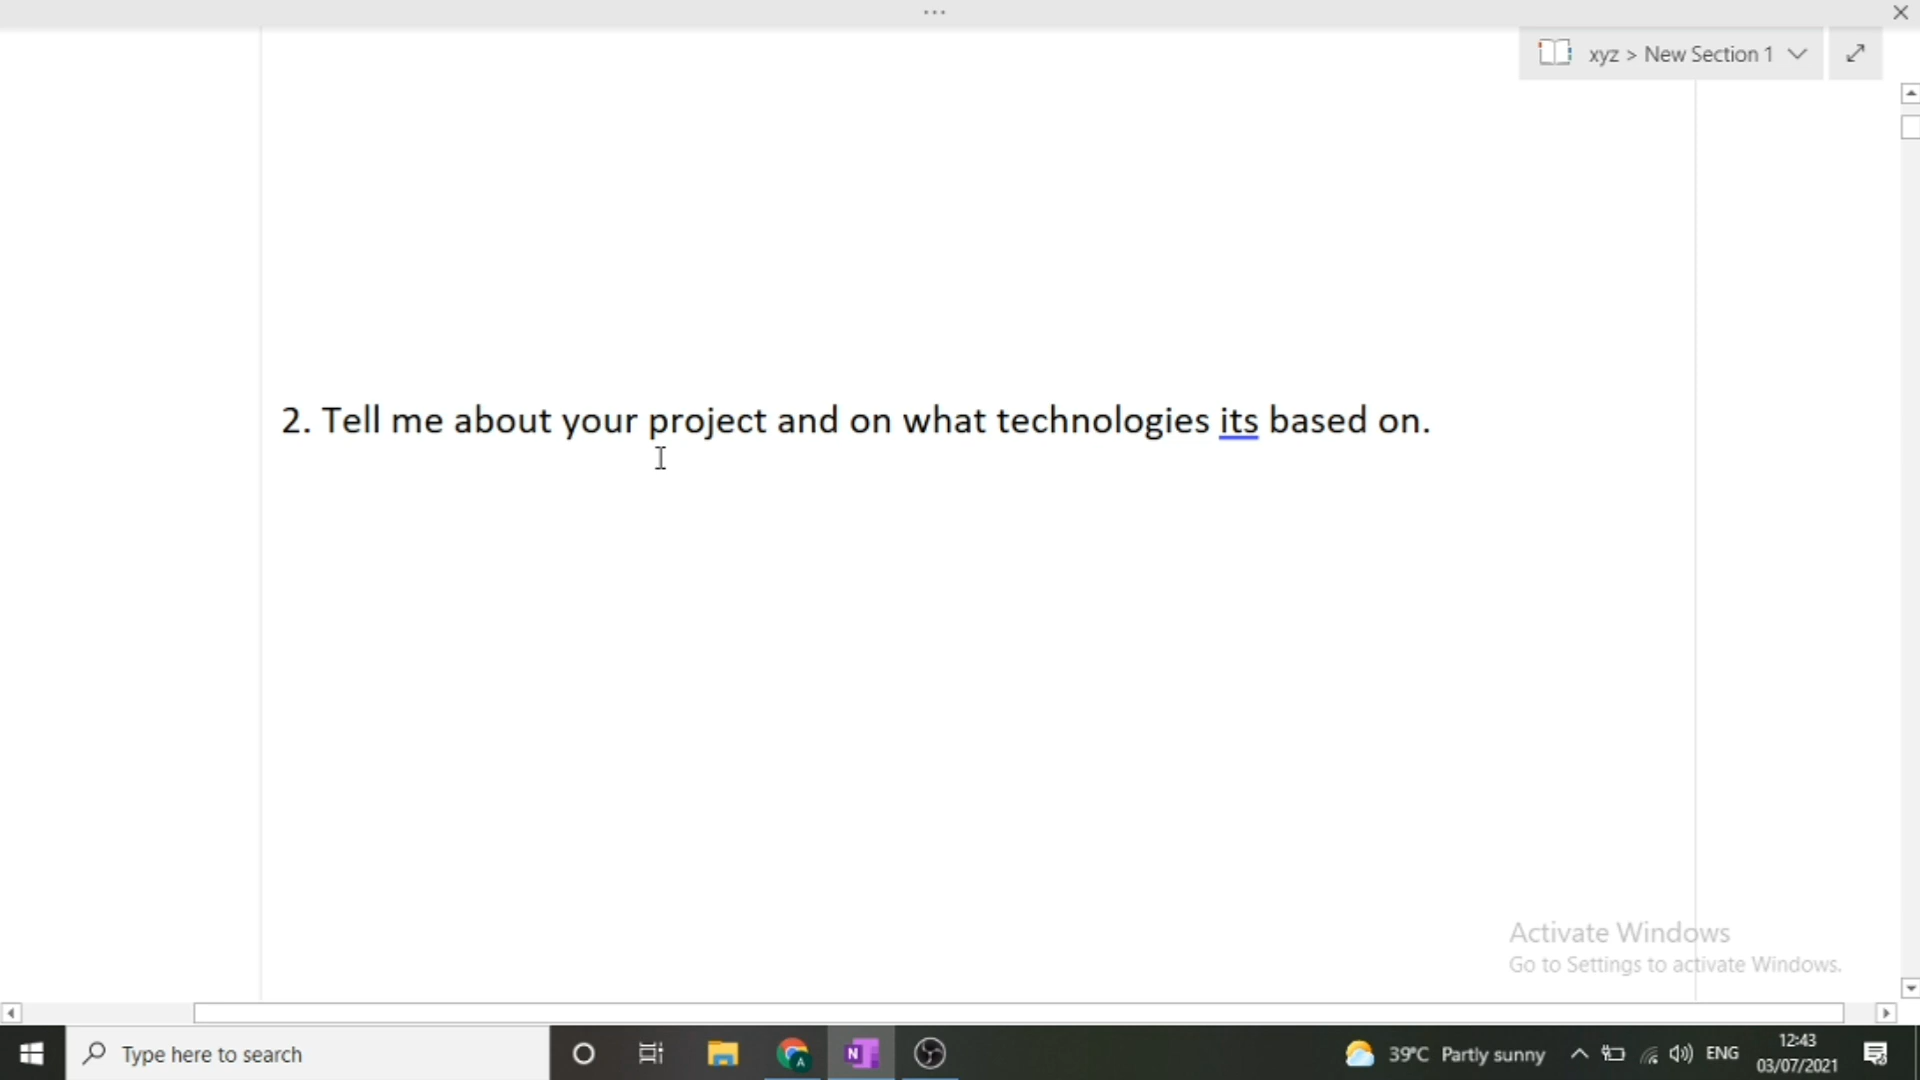 xyz > New Section 1
2. Tell me about your project and on what technologies its based on.
Activate Windows
Go to Settings to activate Windows.
Type here to search
39°C Partly sunny
ENG
12:43
03/07/2021